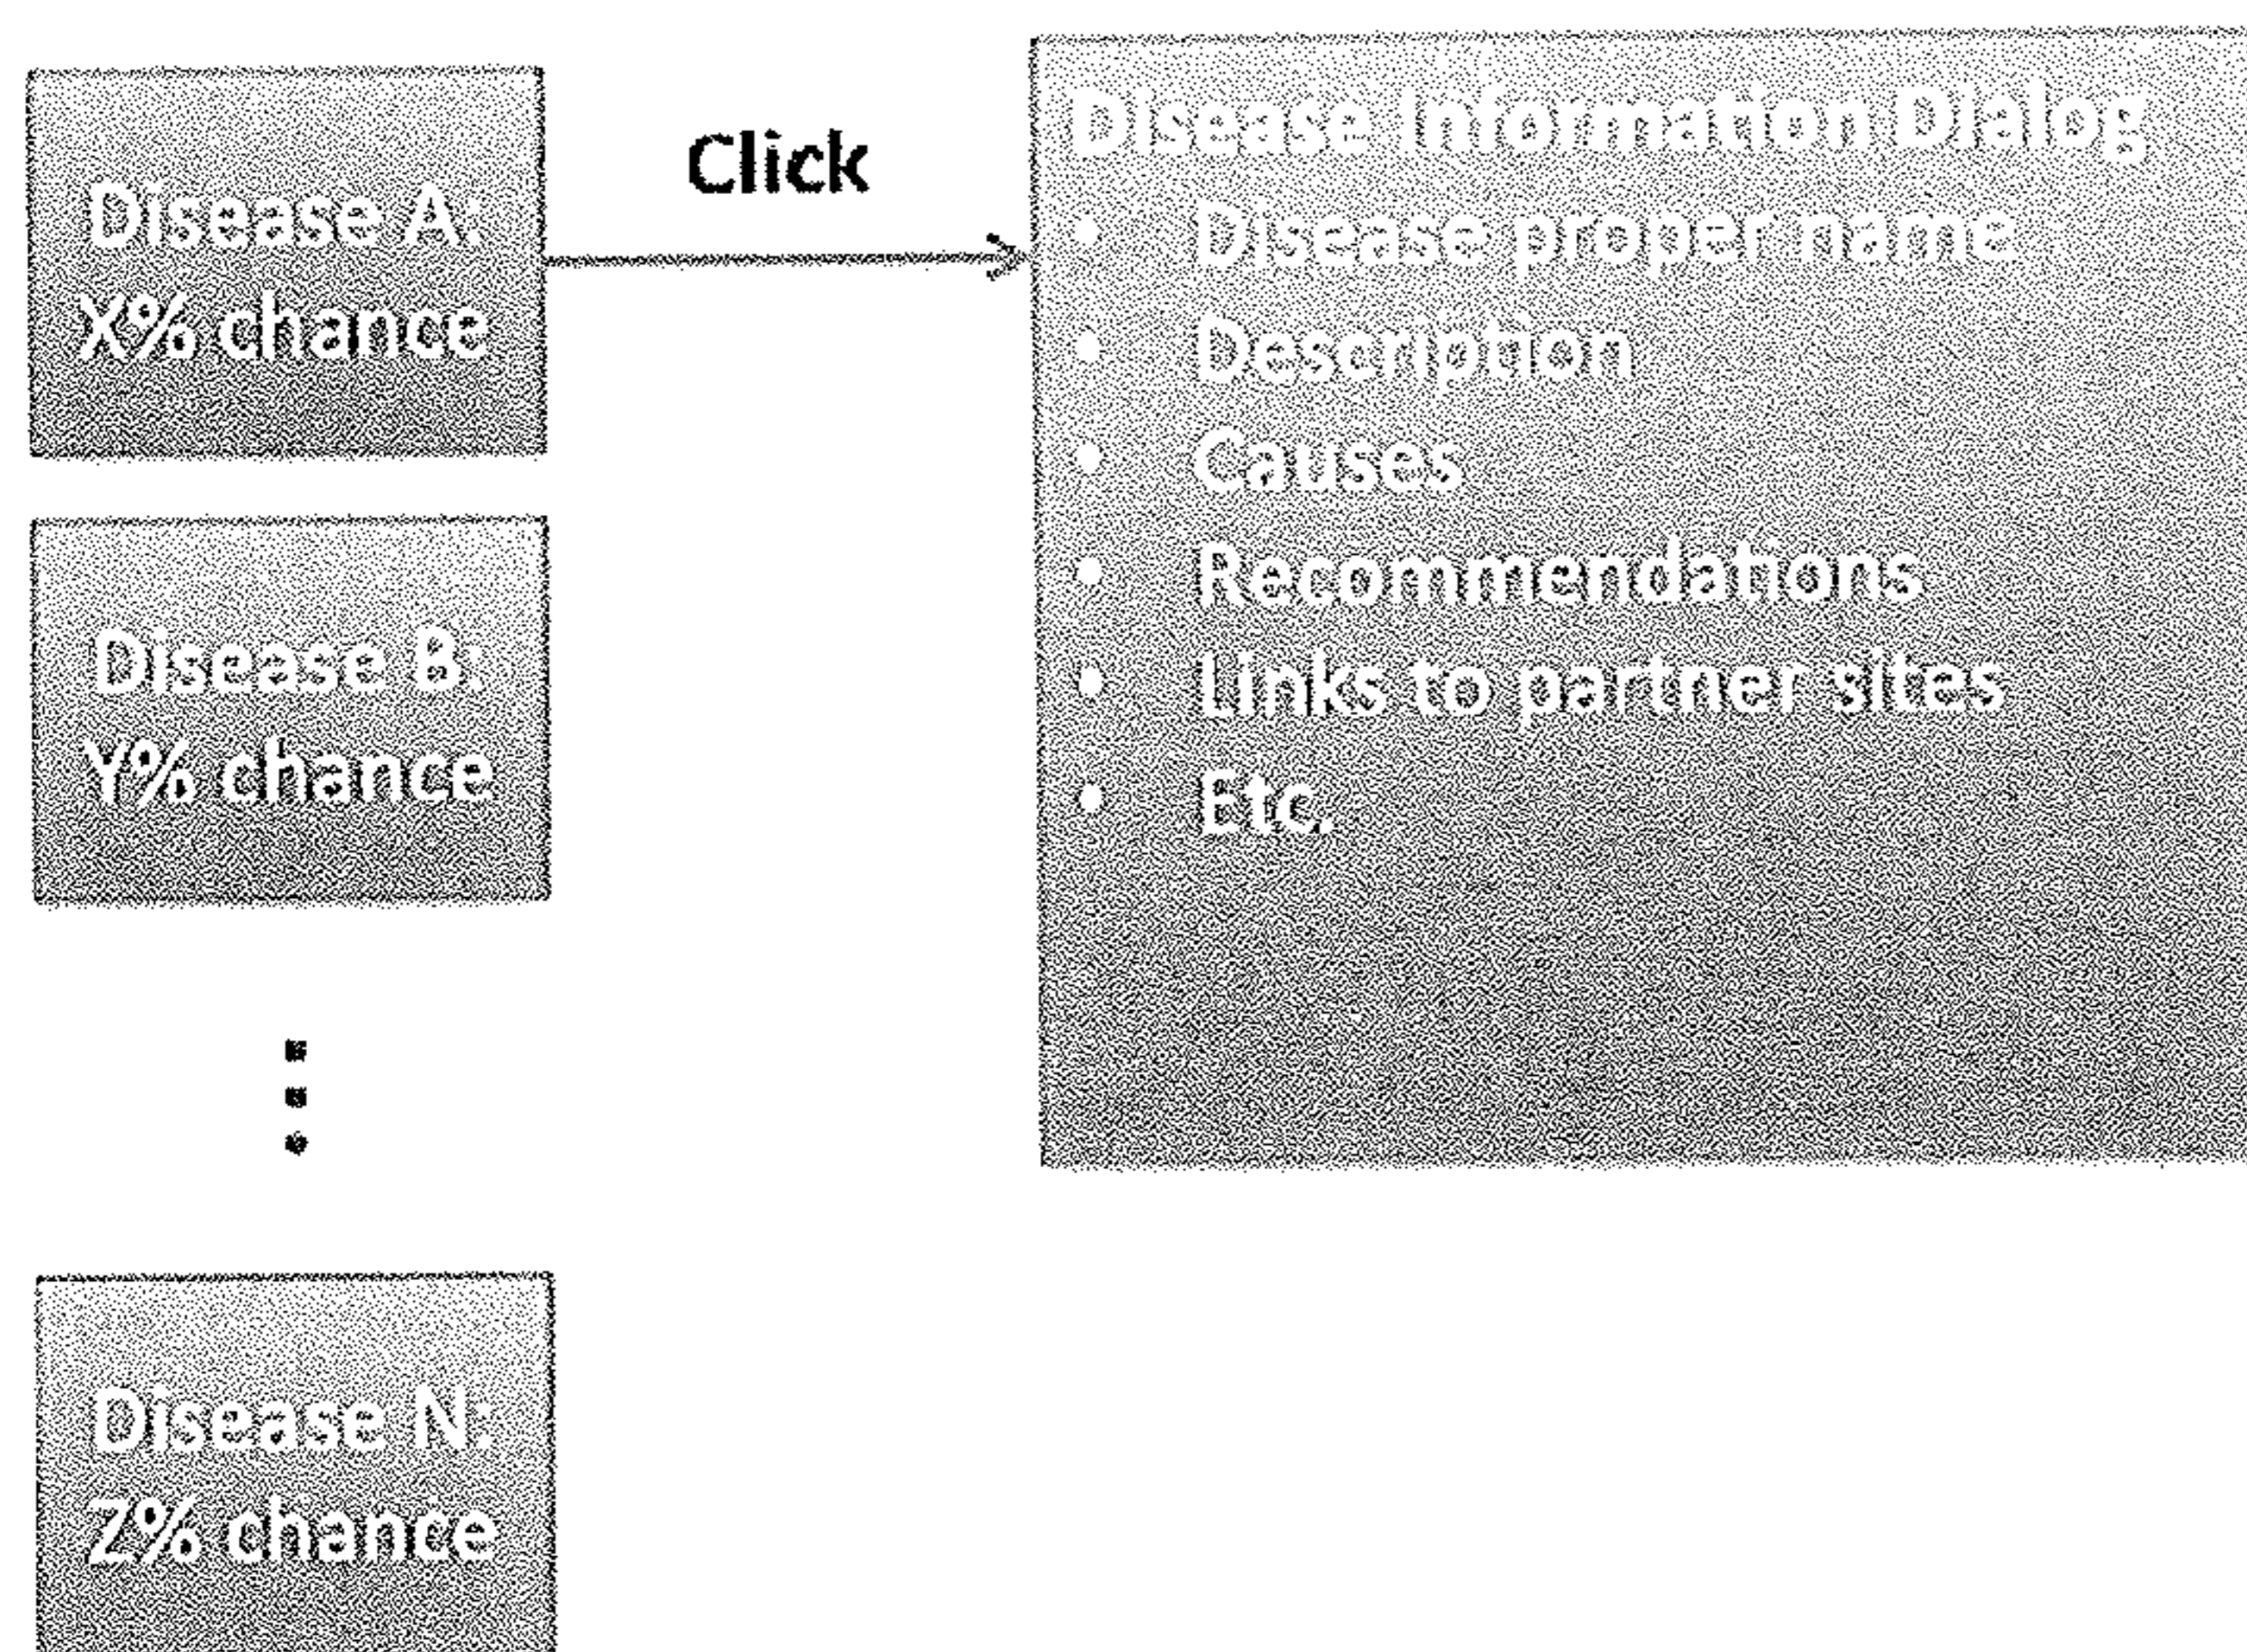 Disease A:
X% chance
Click
Disease Information Dialog
• Disease proper name
• Description
• Causes
• Recommendations
• Links to partner sites
• Etc.
Disease B:
Y% chance
Disease N:
Z% chance